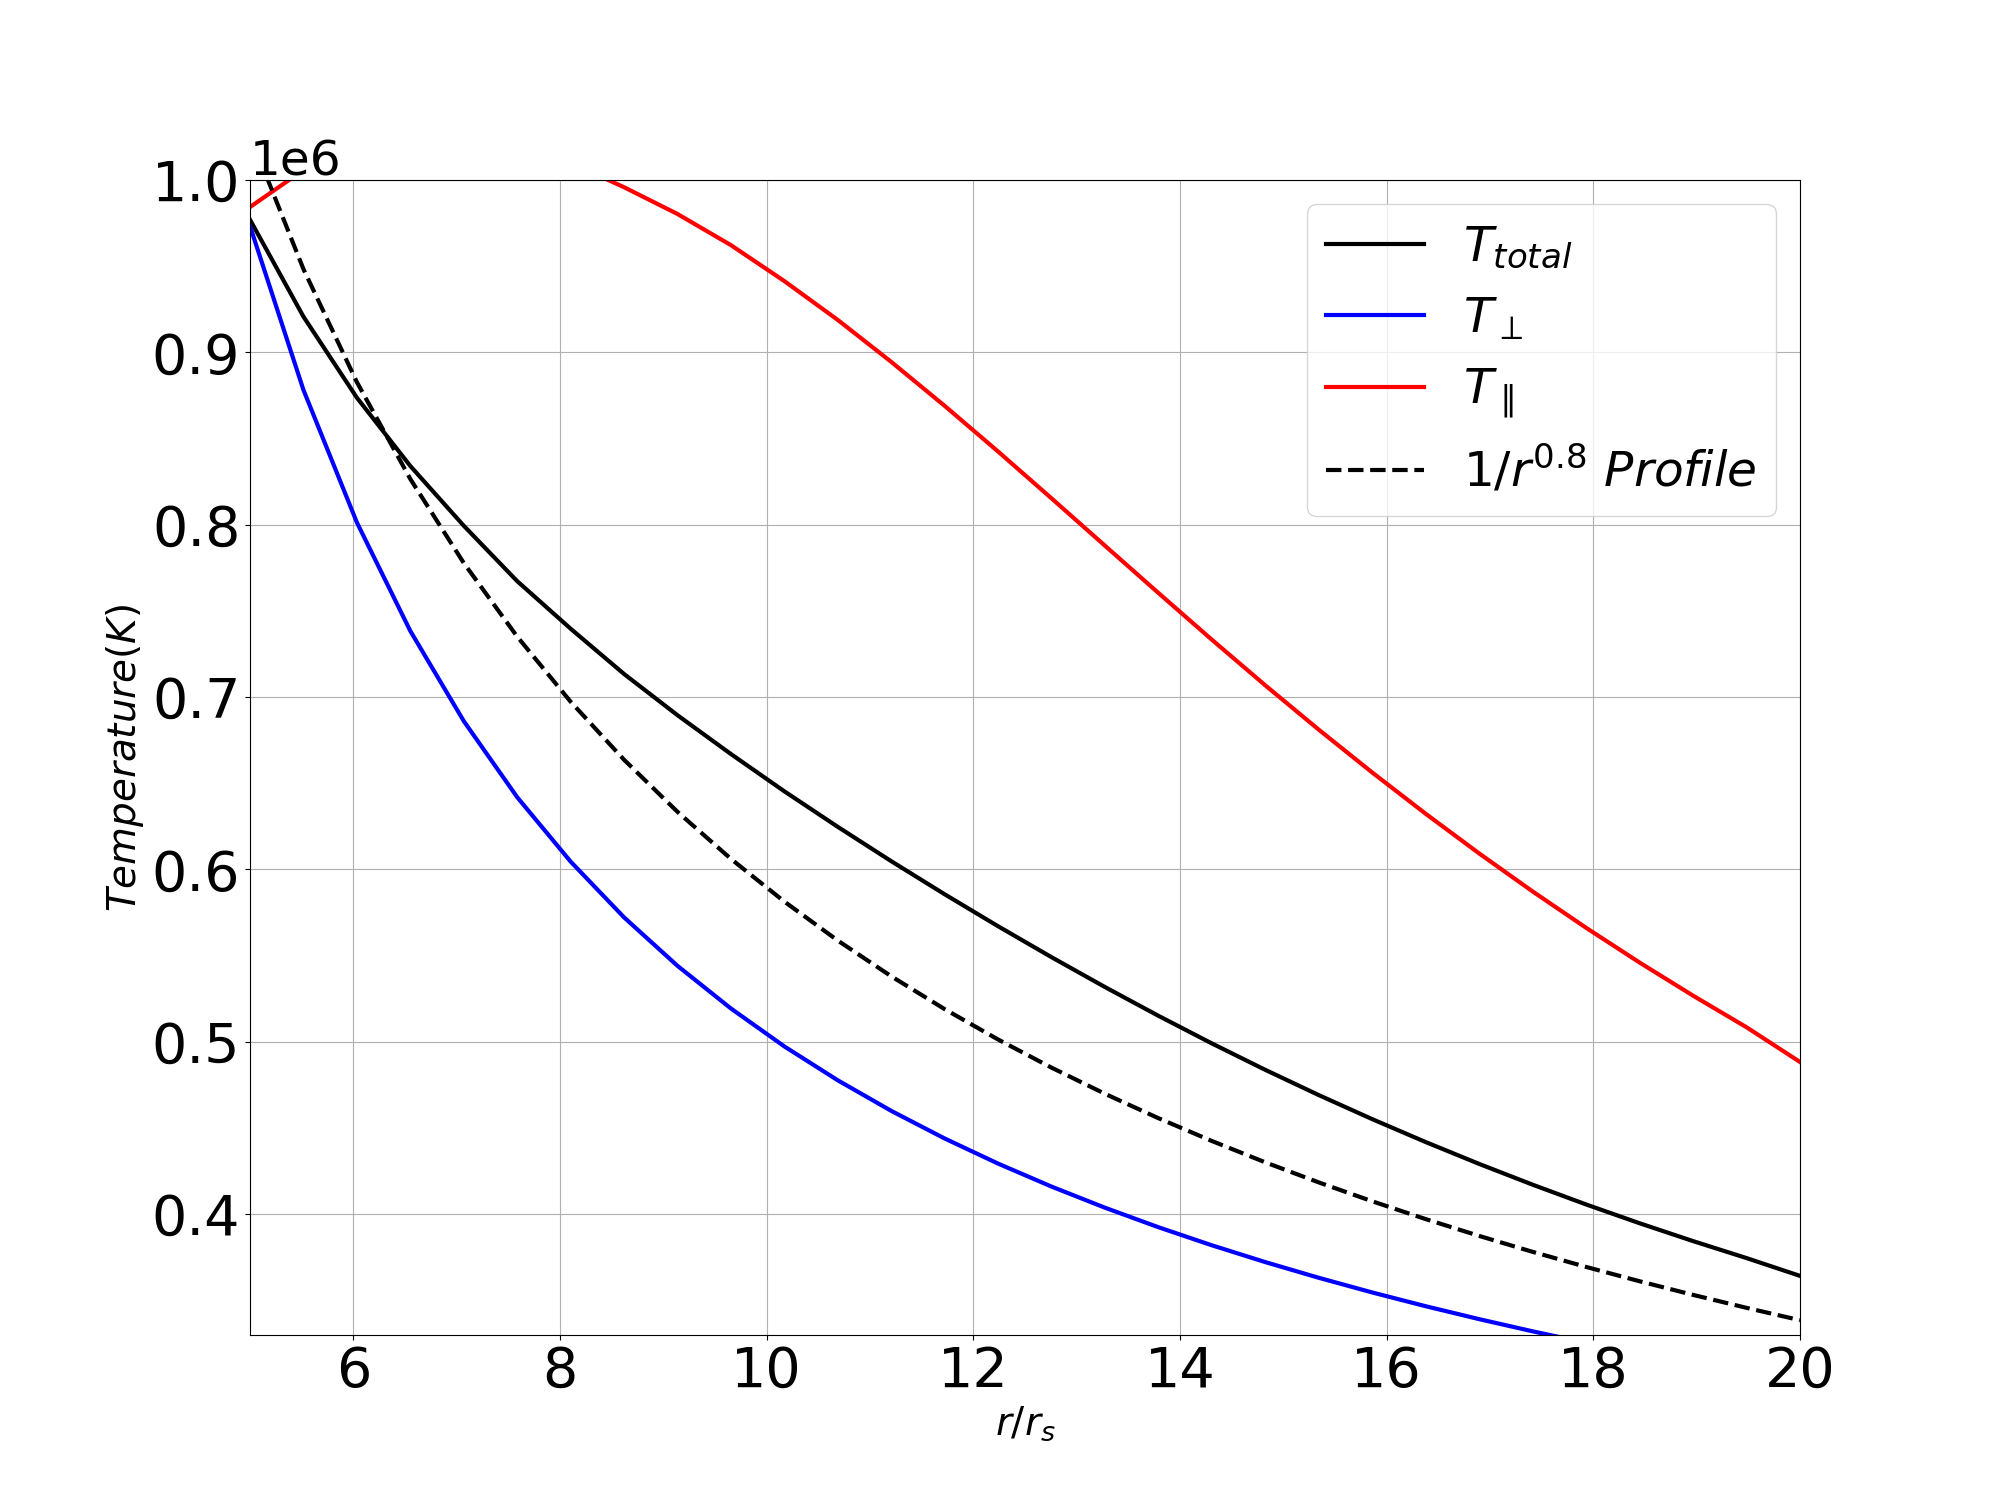 1e6
1.0
0.9
0.8
0.7
0.6
0.5
0.4
Temperature(K)
6 8 10 12 14 16 18 20
r/r_s
T_total
T_⊥
T_∥
1/r^0.8 Profile